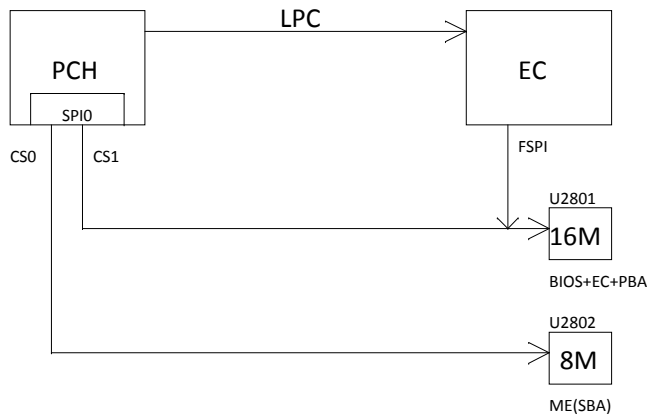 LPC
PCH
EC
SPI0
CS0
CS1
FSPI
U2801
16M
BIOS+EC+PBA
U2802
8M
ME(SBA)